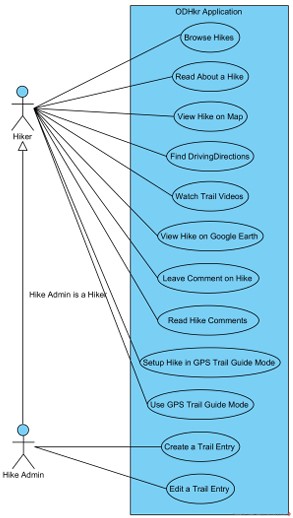 ODHkr Application
Browse Hikes
Read About a Hike
View Hike on Map
Hiker
Find DrivingDirections
Watch Trail Videos
View Hike on Google Earth
Leave Comment on Hike
Hike Admin is a Hiker
Read Hike Comments
Setup Hike in GPS Trail Guide Mode
Use GPS Trail Guide Mode
Create a Trail Entry
Hike Admin
Edit a Trail Entry